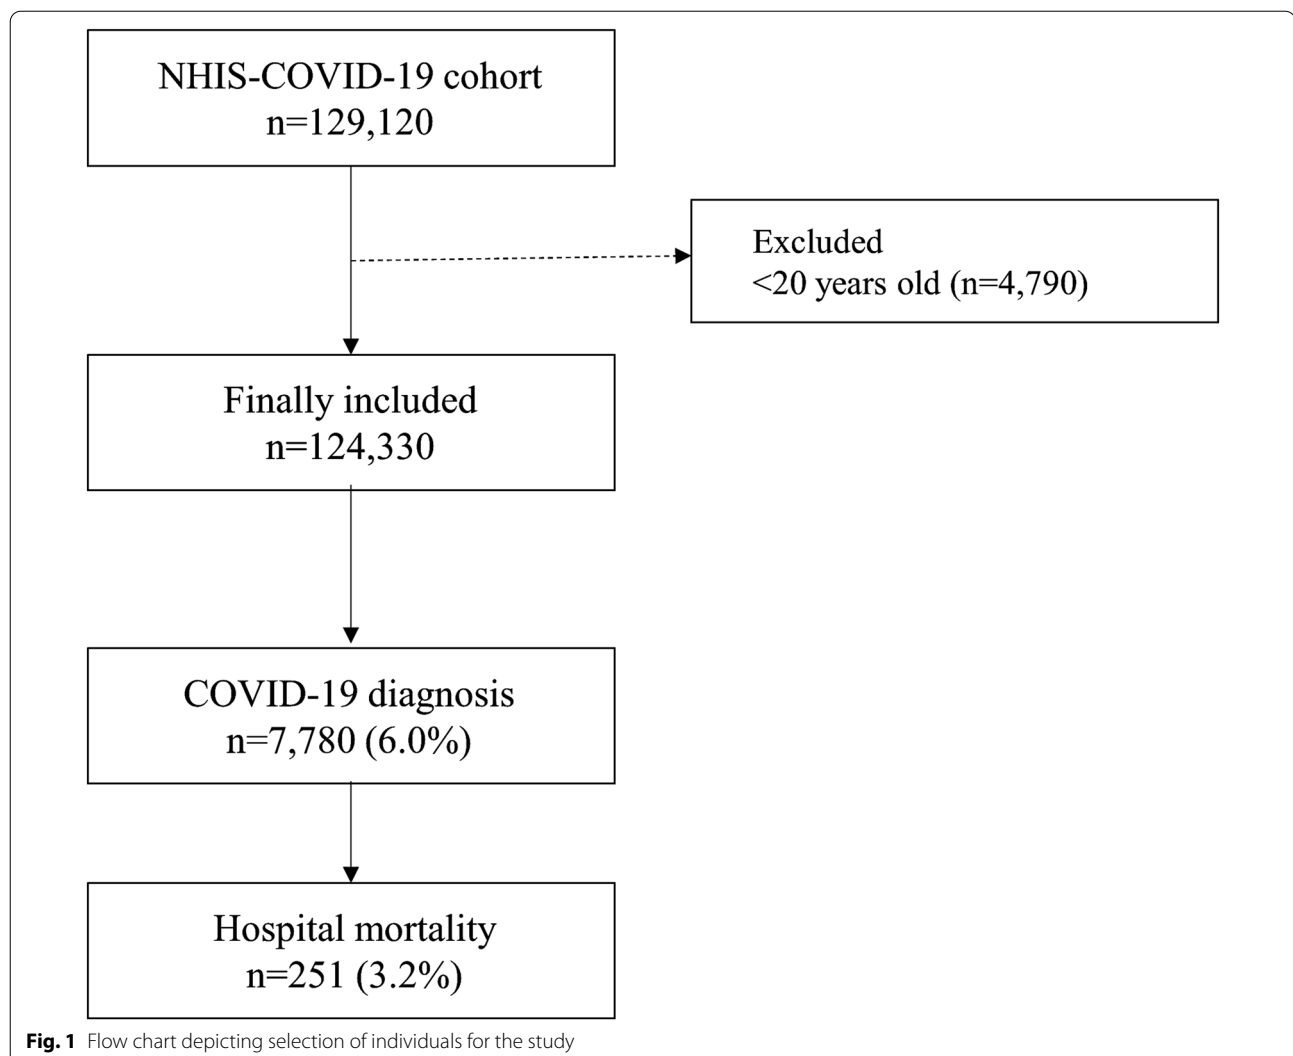 NHIS-COVID-19 cohort
n=129,120
Excluded
<20 years old (n=4,790)
Finally included
n=124,330
COVID-19 diagnosis
n=7,780 (6.0%)
Hospital mortality
n=251 (3.2%)
Fig. 1 Flow chart depicting selection of individuals for the study